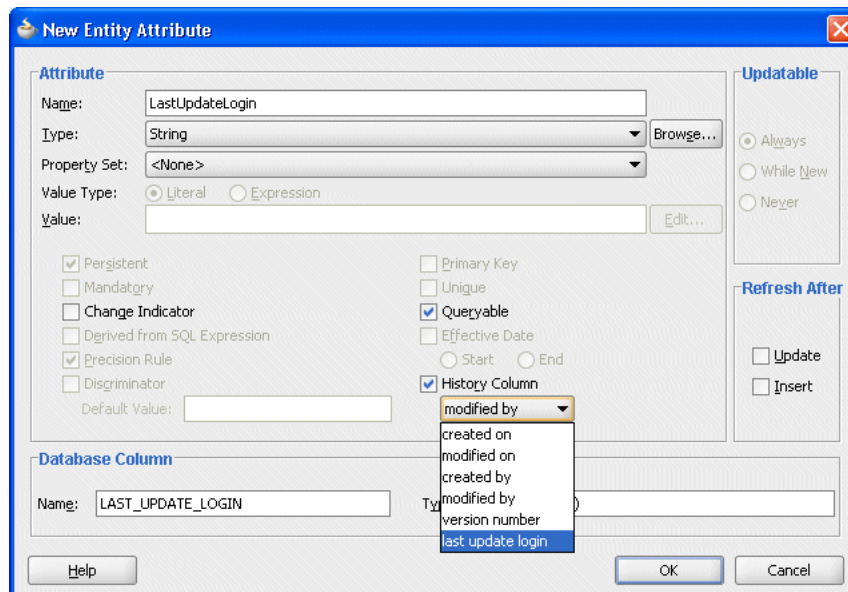 New Entity Attribute
Attribute
Name: LastUpdateLogin
Type: String Browse...
Property Set: <None>
Value Type: Literal Expression
Value: Edit...
Persistent Primary Key
Mandatory Unique
Change Indicator Queryable
Derived from SQL Expression Effective Date
Precision Rule Start End
Discriminator History Column
Default Value: modified by
created on
modified on
created by
modified by
version number
last update login
Updatable
Always
While New
Never
Refresh After
Update
Insert
Database Column
Name: LAST_UPDATE_LOGIN )
Help OK Cancel